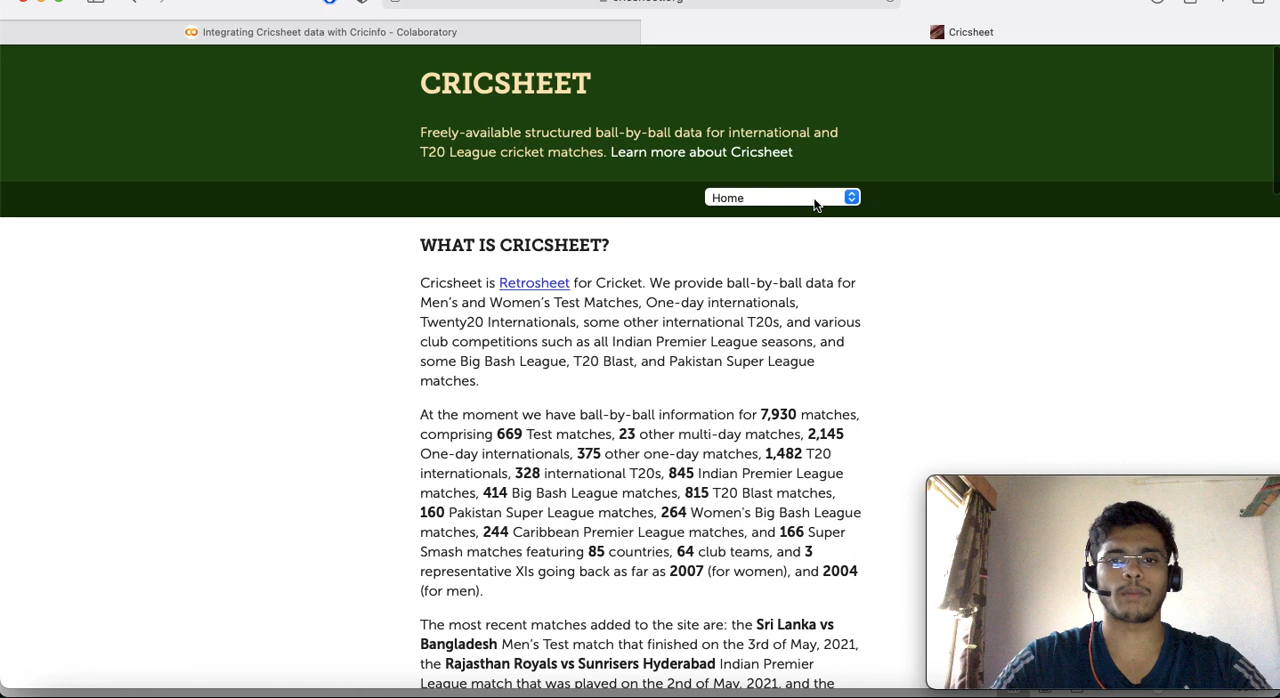 Integrating Cricsheet data with Cricinfo - Colaboratory
Cricsheet
CRICSHEET
Freely-available structured ball-by-ball data for international and
T20 League cricket matches. Learn more about Cricsheet
Home
WHAT IS CRICSHEET?
Cricsheet is Retrosheet for Cricket. We provide ball-by-ball data for
Men's and Women's Test Matches, One-day internationals,
Twenty20 Internationals, some other international T20s, and various
club competitions such as all Indian Premier League seasons, and
some Big Bash League, T20 Blast, and Pakistan Super League
matches.
At the moment we have ball-by-ball information for 7,930 matches,
comprising 669 Test matches, 23 other multi-day matches, 2,145
One-day internationals, 375 other one-day matches, 1,482 T20
internationals, 328 international T20s, 845 Indian Premier League
matches, 414 Big Bash League matches, 815 T20 Blast matches,
160 Pakistan Super League matches, 264 Women's Big Bash League
matches, 244 Caribbean Premier League matches, and 166 Super
Smash matches featuring 85 countries, 64 club teams, and 3
representative XIs going back as far as 2007 (for women), and 2004
(for men).
The most recent matches added to the site are: the Sri Lanka vs
Bangladesh Men's Test match that finished on the 3rd of May, 2021,
the Rajasthan Royals vs Sunrisers Hyderabad Indian Premier
League match that was played on the 2nd of May, 2021, and the